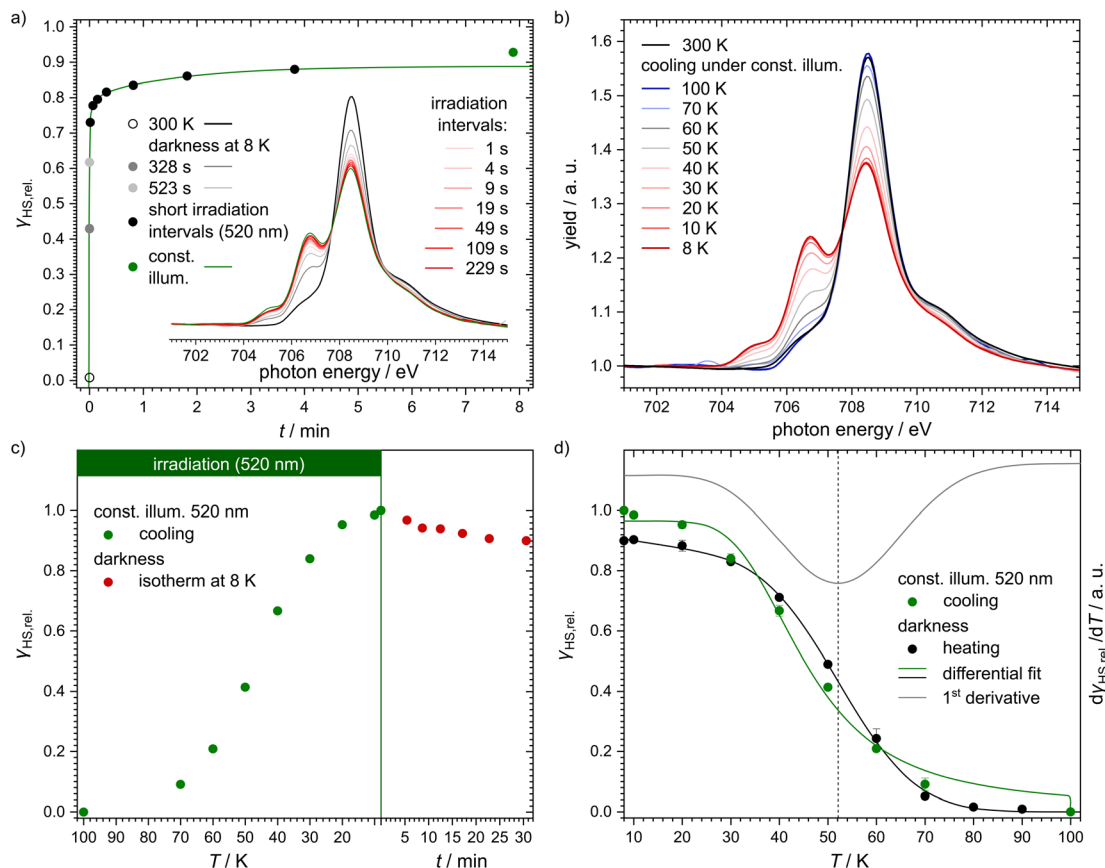 a)
γHS,rel.
1.0
0.9
0.8
0.7
0.6
0.5
0.4
0.3
0.2
0.1
0.0
300 K
darkness at 8 K
328 s
523 s
short irradiation
intervals (520 nm)
const.
illum.
irradiation
intervals:
1 s
4 s
9 s
19 s
49 s
109 s
229 s
702 704 706 708 710 712 714
photon energy / eV
0 1 2 3 4 5 6 7 8
t / min
b)
yield / a. u.
1.6
1.5
1.4
1.3
1.2
1.1
1.0
300 K
cooling under const. illum.
100 K
70 K
60 K
50 K
40 K
30 K
20 K
10 K
8 K
702 704 706 708 710 712 714
photon energy / eV
c)
irradiation (520 nm)
γHS,rel.
1.0
0.8
0.6
0.4
0.2
0.0
const. illum. 520 nm
cooling
darkness
isotherm at 8 K
100 90 80 70 60 50 40 30 20 5 10 15 20 25 30
T / K
t / min
d)
γHS,rel.
1.0
0.8
0.6
0.4
0.2
0.0
const. illum. 520 nm
cooling
darkness
heating
differential fit
1st derivative
dγHS,rel./dT / a. u.
10 20 30 40 50 60 70 80 90 100
T / K